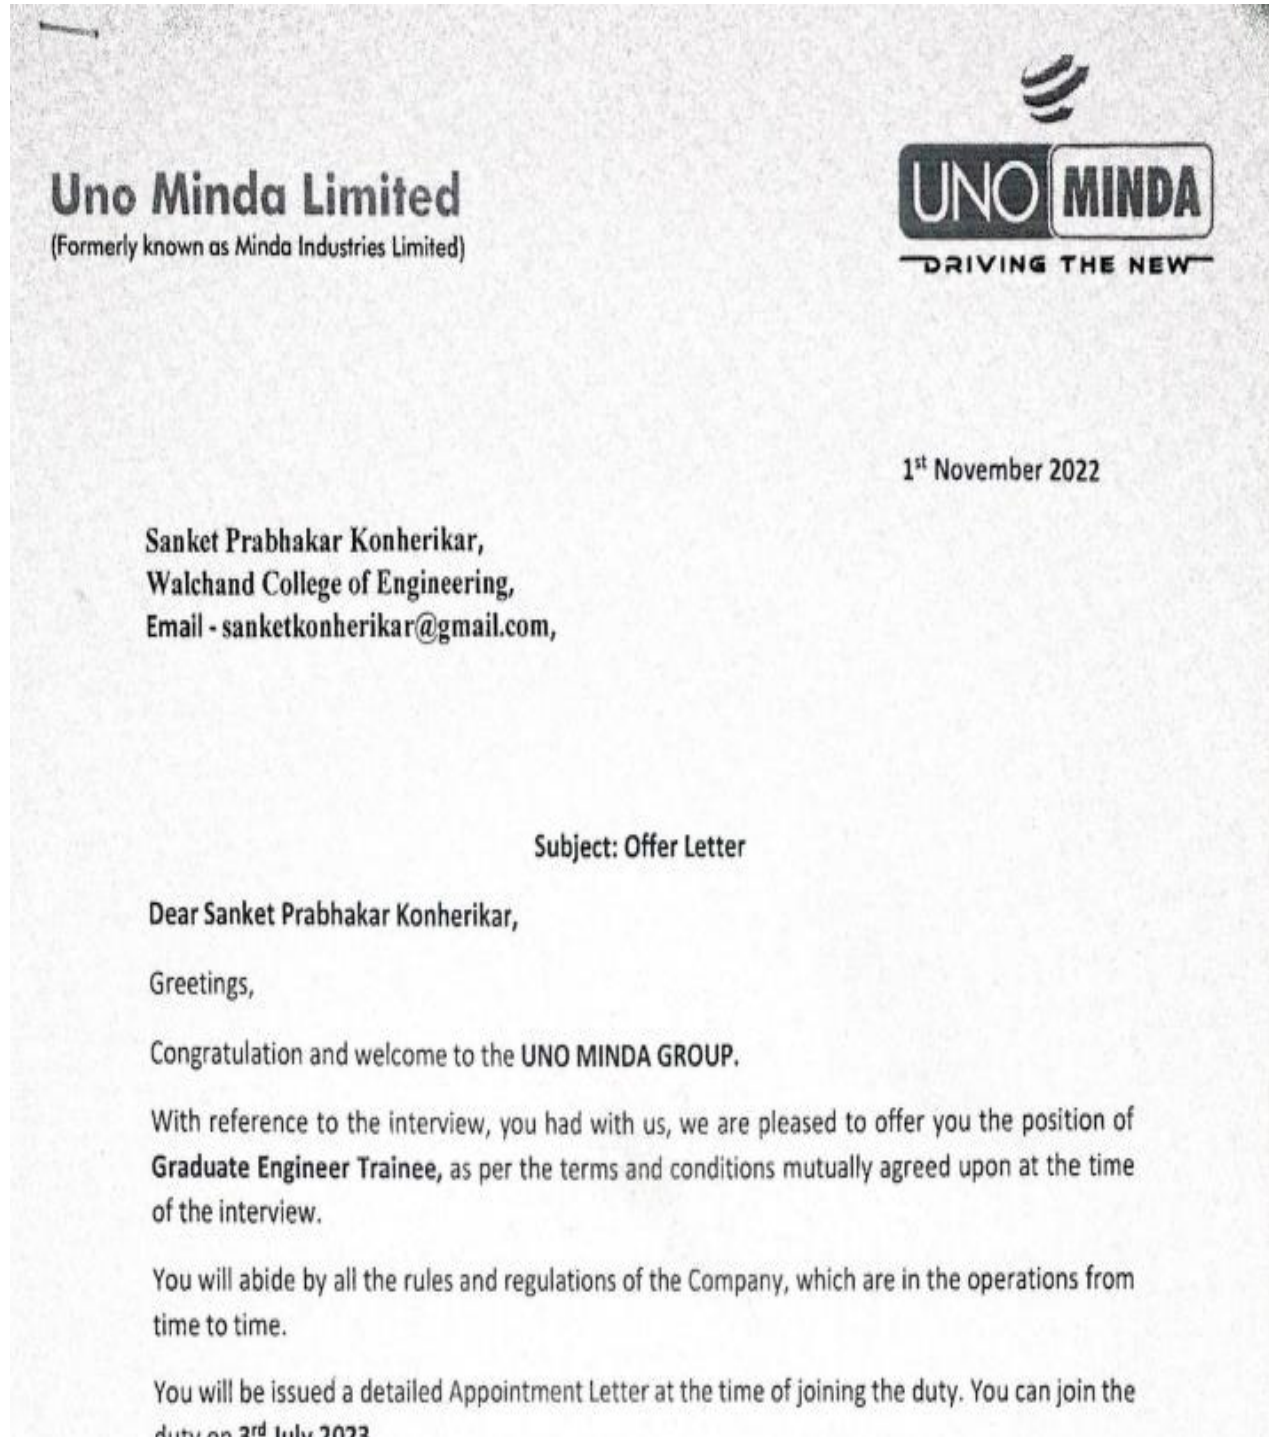 Uno Minda Limited
(Formerly known as Minda Industries Limited)
UNO MINDA
DRIVING THE NEW
1st November 2022
Sanket Prabhakar Konherikar,
Walchand College of Engineering,
Email - sanketkonherikar@gmail.com,
Subject: Offer Letter
Dear Sanket Prabhakar Konherikar,
Greetings,
Congratulation and welcome to the UNO MINDA GROUP.
With reference to the interview, you had with us, we are pleased to offer you the position of
Graduate Engineer Trainee, as per the terms and conditions mutually agreed upon at the time
of the interview.
You will abide by all the rules and regulations of the Company, which are in the operations from
time to time.
You will be issued a detailed Appointment Letter at the time of joining the duty. You can join the
duty on 3rd July 2023